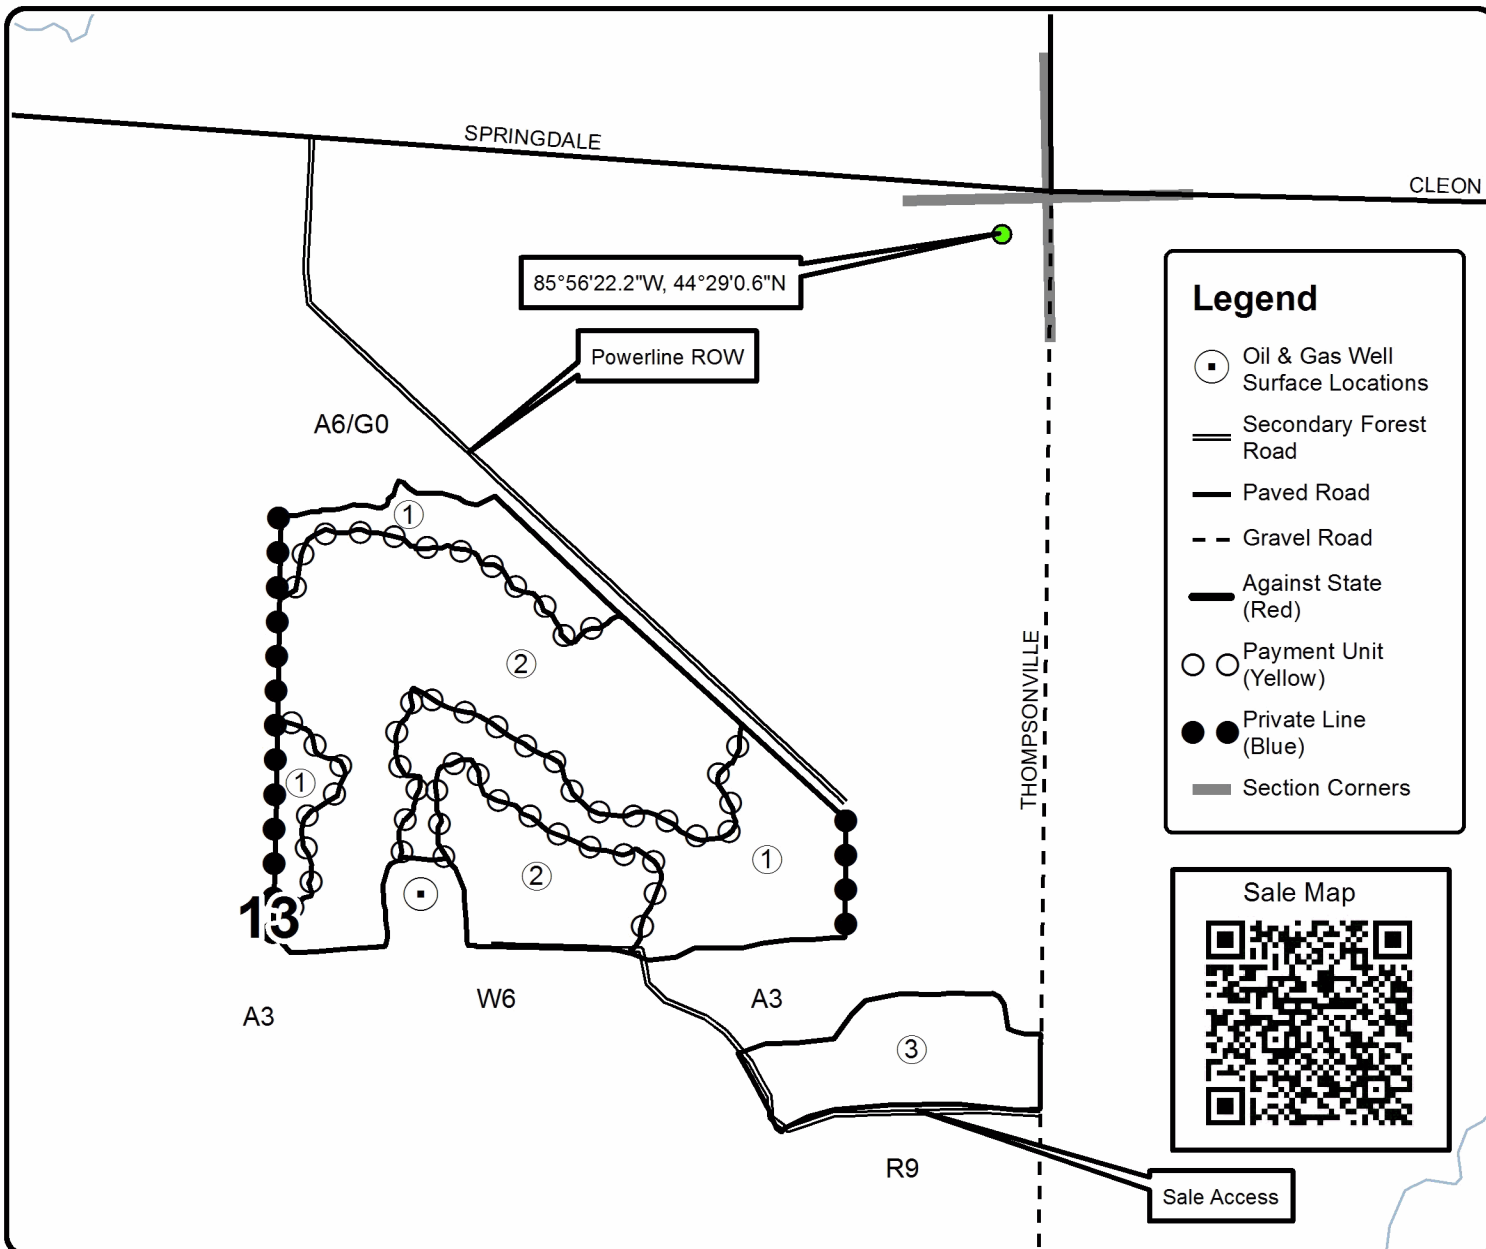 SPRINGDALE
CLEON
85°56'22.2"W, 44°29'0.6"N
Powerline ROW
A6/G0
1
2
1
2
1
13
A3
W6
A3
3
R9
THOMPSONVILLE
Sale Access
Legend
Oil & Gas Well
Surface Locations
Secondary Forest
Road
Paved Road
Gravel Road
Against State
(Red)
Payment Unit
(Yellow)
Private Line
(Blue)
Section Corners
Sale Map